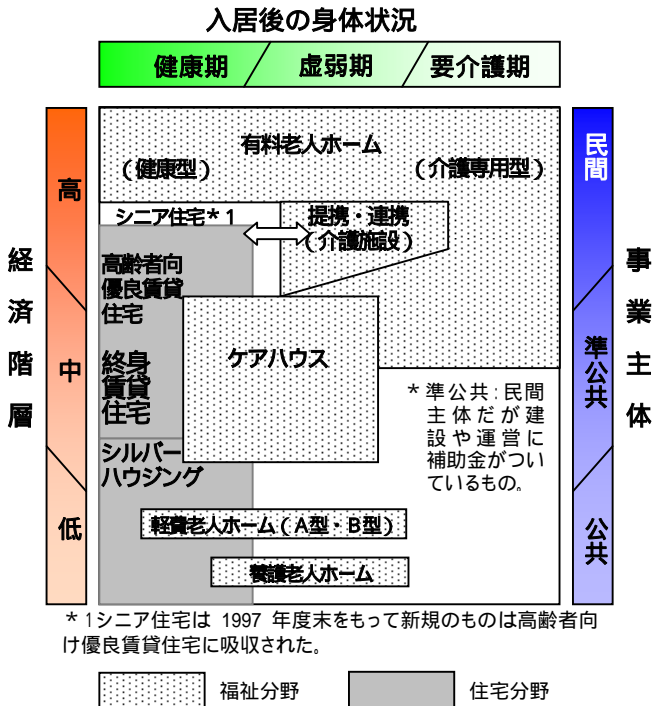 入居後の身体状況
健康期
虚弱期
要介護期
有料老人ホーム
(健康型)
(介護専用型)
高
民間
シニア住宅*1
提携・連携
(介護施設)
高齢者向
優良賃貸
住宅
経済階層
事業主体
ケアハウス
終身
賃貸
住宅
中
準公共
*準公共:民間
主体だが建
設や運営に
補助金がつい
ているもの。
シルバー
ハウジング
低
軽費老人ホーム(A型・B型)
公共
養護老人ホーム
*1シニア住宅は 1997 年度末をもって新規のものは高齢者向
け優良賃貸住宅に吸収された。
福祉分野
住宅分野